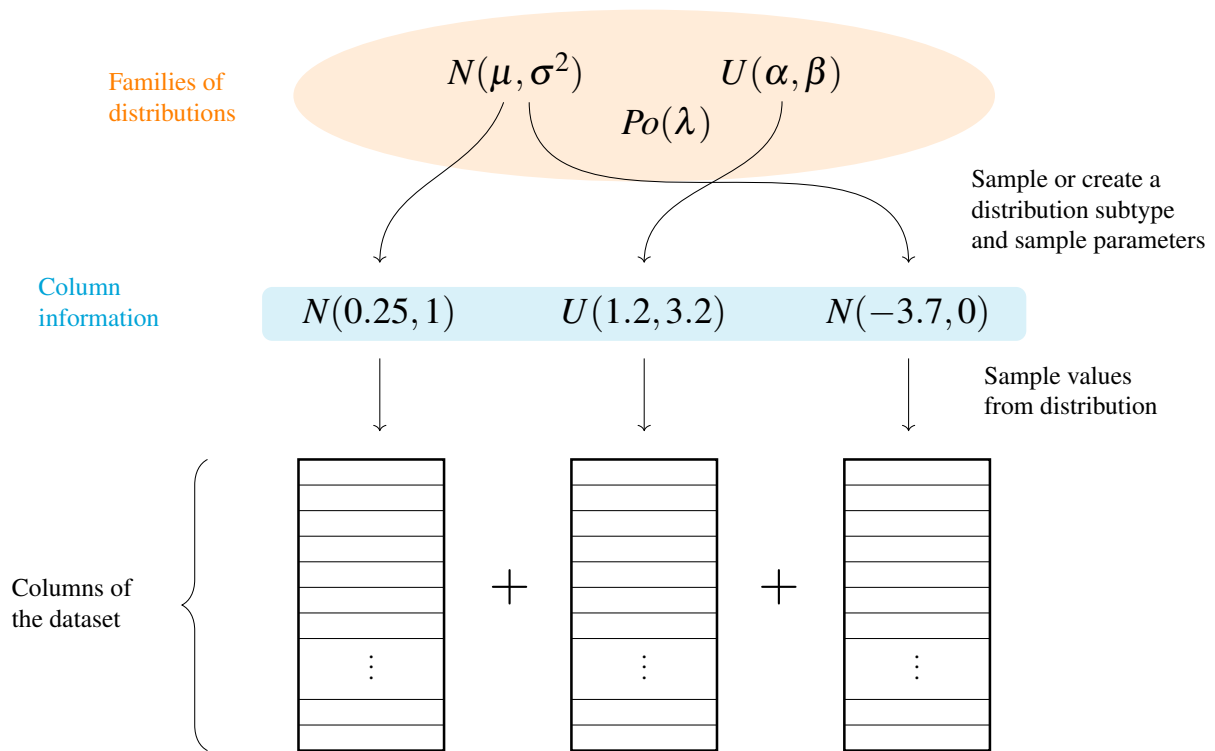 Families of
distributions
N(μ, σ²)
U(α, β)
Po(λ)
Sample or create a
distribution subtype
and sample parameters
Column
information
N(0.25, 1)
U(1.2, 3.2)
N(−3.7, 0)
Sample values
from distribution
Columns of
the dataset
+
+
⋮
⋮
⋮